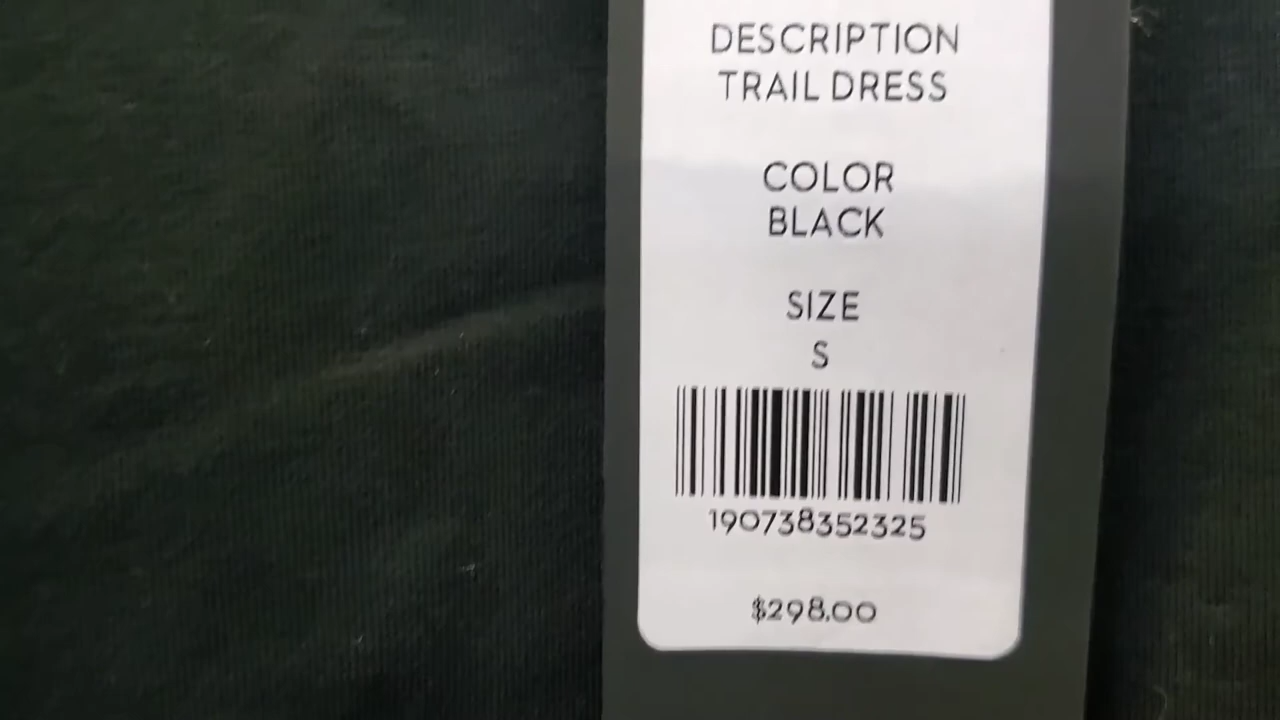 DESCRIPTION
TRAIL DRESS
COLOR
BLACK
SIZE
S
190738352325
$298.00